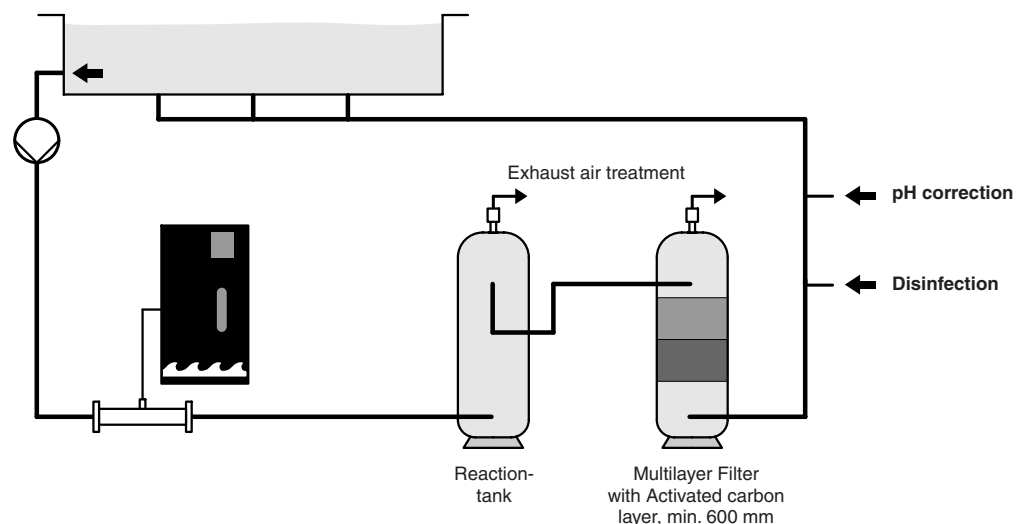 Exhaust air treatment
pH correction
Disinfection
Reaction-
tank
Multilayer Filter
with Activated carbon
layer, min. 600 mm